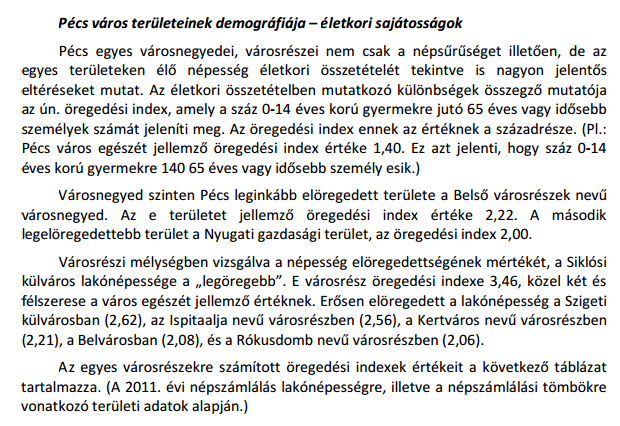 Pécs város területeinek demográfiája – életkori sajátosságok
Pécs egyes városnegyedei, városrészei nem csak a népsűrűséget illetően, de az
egyes területeken élő népesség életkori összetételét tekintve is nagyon jelentős
eltéréseket mutat. Az életkori összetételben mutatkozó különbségek összegző mutatója
az ún. öregedési index, amely a száz 0-14 éves korú gyermekre jutó 65 éves vagy idősebb
személyek számát jeleníti meg. Az öregedési index ennek az értéknek a századrésze. (Pl.:
Pécs város egészét jellemző öregedési index értéke 1,40. Ez azt jelenti, hogy száz 0-14
éves korú gyermekre 140 65 éves vagy idősebb személy esik.)
Városnegyed szinten Pécs leginkább elöregedett területe a Belső városrészek nevű
városnegyed. Az e területet jellemző öregedési index értéke 2,22. A második
legelöregedettebb terület a Nyugati gazdasági terület, az öregedési index 2,00.
Városrészi mélységben vizsgálva a népesség elöregedettségének mértékét, a Siklósi
külváros lakónépessége a „legöregebb”. E városrész öregedési indexe 3,46, közel két és
félszerese a város egészét jellemző értéknek. Erősen elöregedett a lakónépesség a Szigeti
külvárosban (2,62), az Ispitaalja nevű városrészben (2,56), a Kertváros nevű városrészben
(2,21), a Belvárosban (2,08), és a Rókusdomb nevű városrészben (2,06).
Az egyes városrészekre számított öregedési indexek értékeit a következő táblázat
tartalmazza. (A 2011. évi népszámlálás lakónépességre, illetve a népszámlálási tömbökre
vonatkozó területi adatok alapján.)